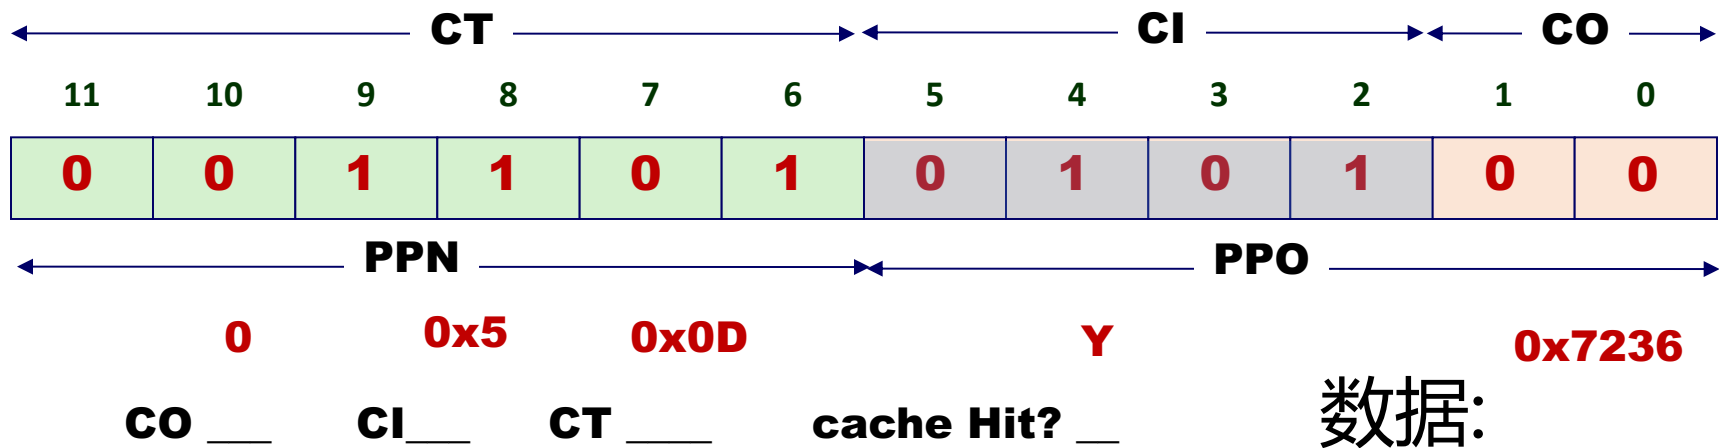 CT CI CO
11 10 9 8 7 6 5 4 3 2 1 0
0 0 1 1 0 1 0 1 0 1 0 0
PPN PPO
0 0x5 0x0D Y 0x7236
CO ___ CI___ CT ____ cache Hit? __ 数据: